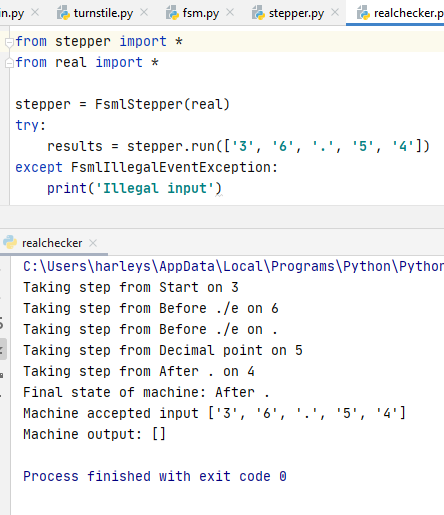 in.py turnstile.py fsm.py stepper.py realchecker.p
from stepper import *
from real import *
stepper = FsmlStepper(real)
try:
results = stepper.run(['3', '6', '.', '5', '4'])
except FsmlIllegalEventException:
print('Illegal input')
realchecker
C:\Users\harleys\AppData\Local\Programs\Python\Python
Taking step from Start on 3
Taking step from Before ./e on 6
Taking step from Before ./e on .
Taking step from Decimal point on 5
Taking step from After . on 4
Final state of machine: After .
Machine accepted input ['3', '6', '.', '5', '4']
Machine output: []
Process finished with exit code 0